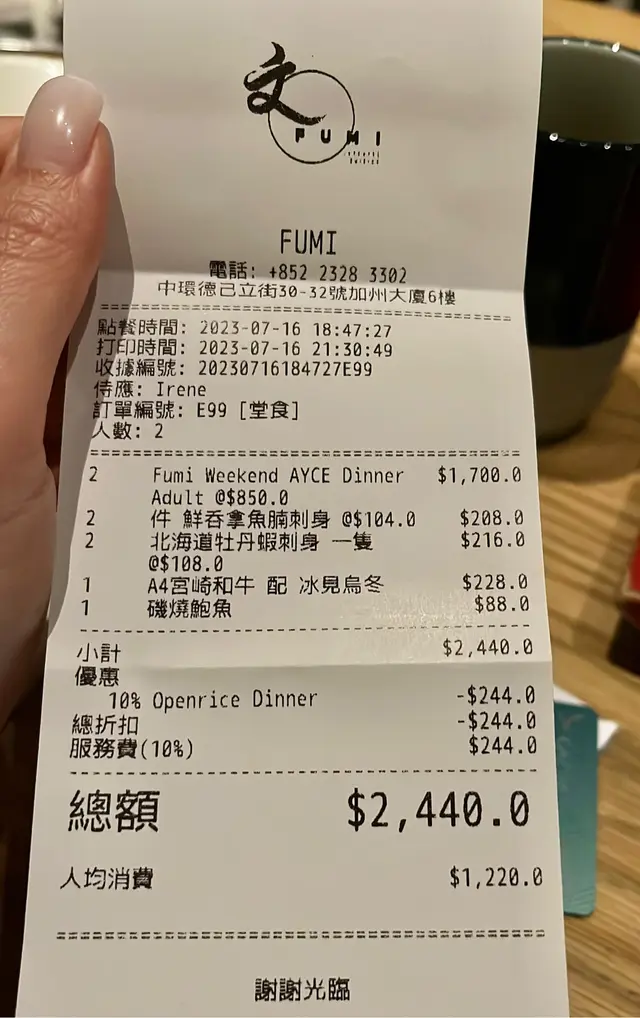 文
FUMI
FUMI
電話: +852 2328 3302
中環德己立街30-32號加州大廈6樓
點餐時間: 2023-07-16 18:47:27
打印時間: 2023-07-16 21:30:49
收據編號: 20230716184727E99
侍應: Irene
訂單編號: E99 [堂食]
人數: 2
2 Fumi Weekend AYCE Dinner $1,700.0
Adult @$850.0
2 件 鮮吞拿魚腩刺身 @$104.0 $208.0
2 北海道牡丹蝦刺身 一隻 $216.0
@$108.0
1 A4宮崎和牛 配 冰見烏冬 $228.0
1 磯燒鮑魚 $88.0
小計 $2,440.0
優惠
10% Openrice Dinner -$244.0
總折扣 -$244.0
服務費(10%) $244.0
總額 $2,440.0
人均消費 $1,220.0
謝謝光臨